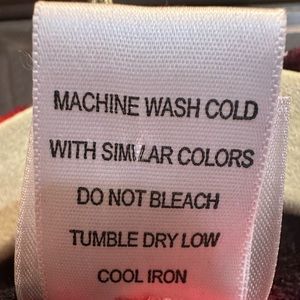 MACHINE WASH COLD
WITH SIMILAR COLORS
DO NOT BLEACH
TUMBLE DRY LOW
COOL IRON